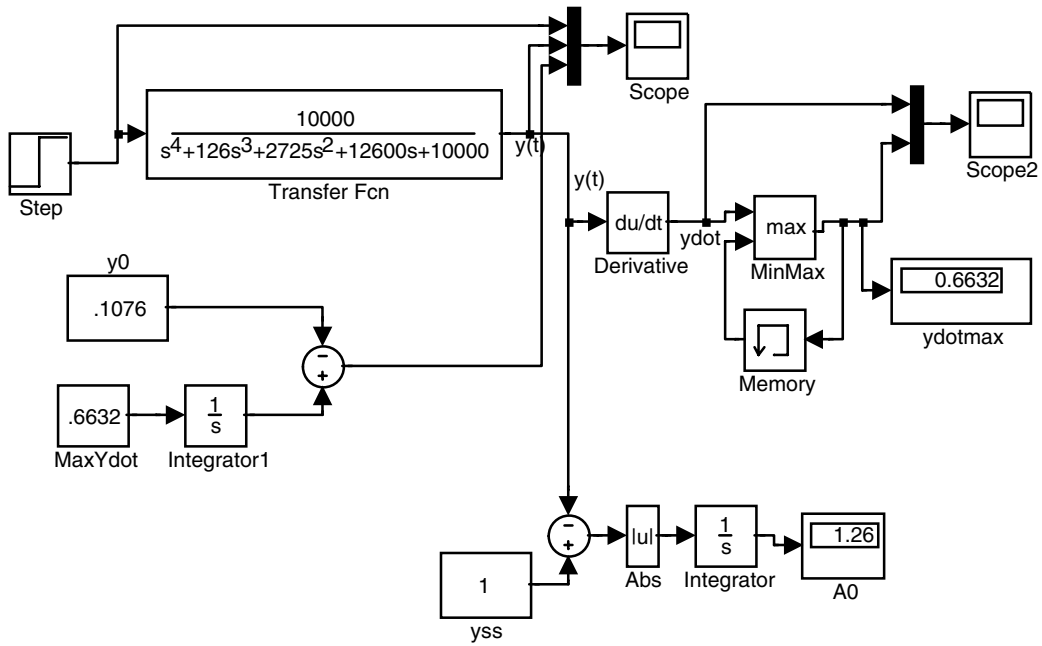 Scope
10000
s4+126s3+2725s2+12600s+10000
Transfer Fcn
y(t)
Step
Scope2
y(t)
du/dt
Derivative
ydot
max
MinMax
0.6632
ydotmax
Memory
y0
.1076
-
+
.6632
MaxYdot
1
s
Integrator1
-
+
|u|
Abs
1
s
Integrator
1.26
A0
1
yss